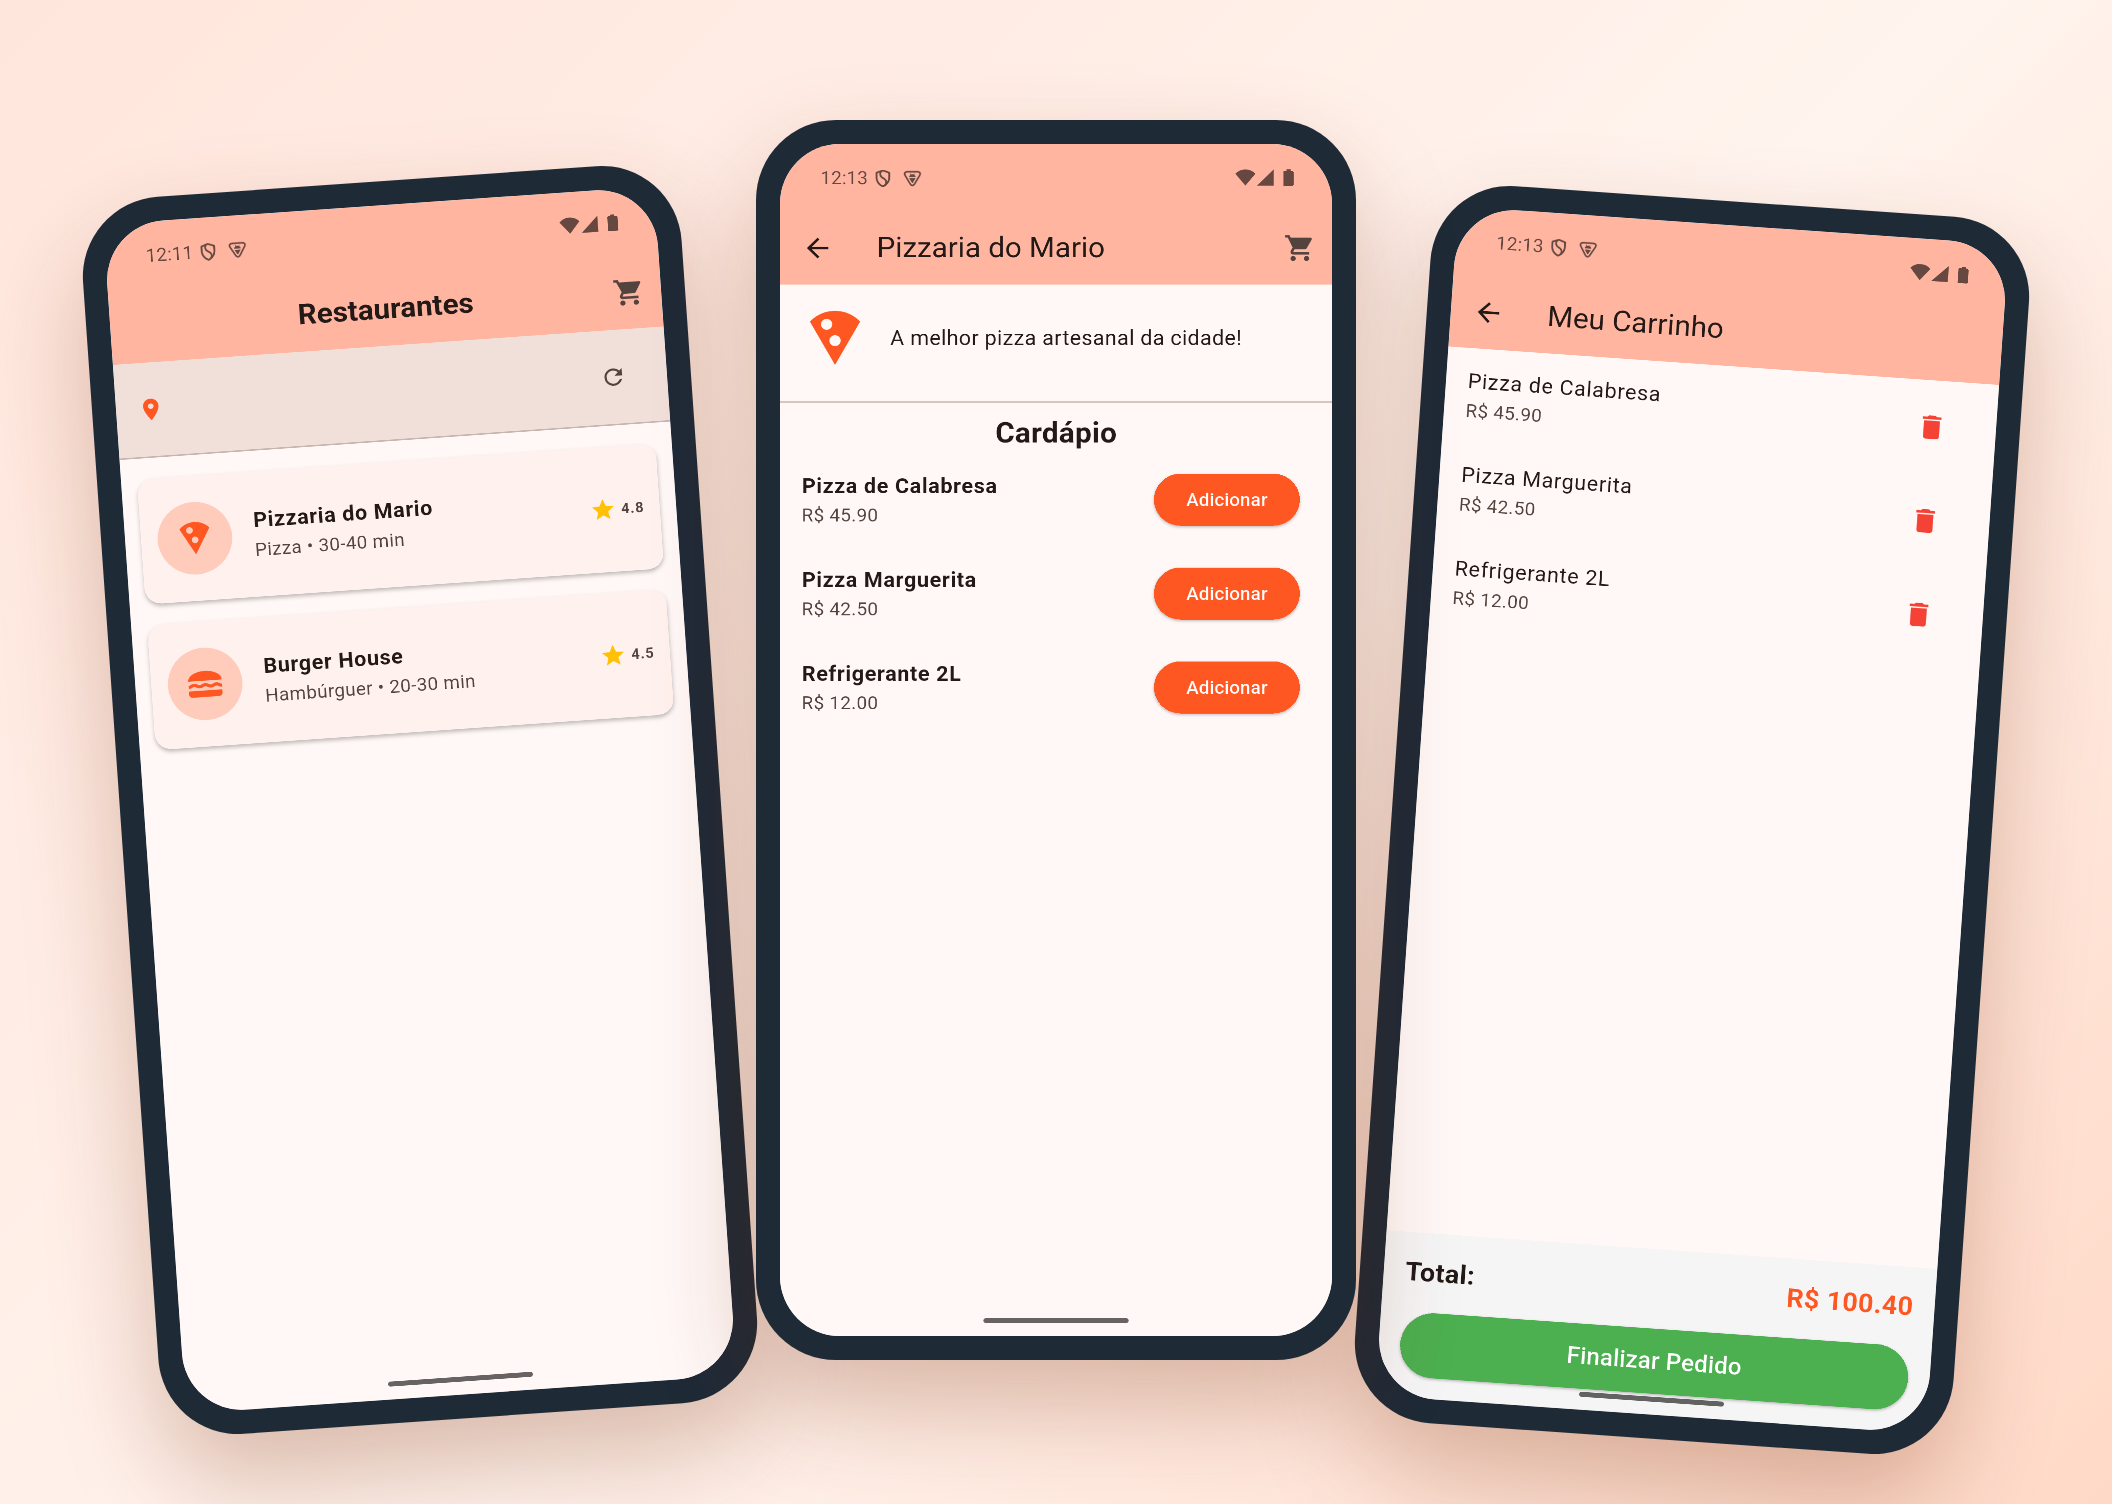 12:11
Restaurantes
Pizzaria do Mario
Pizza • 30-40 min
4.8
Burger House
Hambúrguer • 20-30 min
4.5
12:13
Pizzaria do Mario
A melhor pizza artesanal da cidade!
Cardápio
Pizza de Calabresa
R$ 45.90
Adicionar
Pizza Marguerita
R$ 42.50
Adicionar
Refrigerante 2L
R$ 12.00
Adicionar
12:13
Meu Carrinho
Pizza de Calabresa
R$ 45.90
Pizza Marguerita
R$ 42.50
Refrigerante 2L
R$ 12.00
Total:
R$ 100.40
Finalizar Pedido